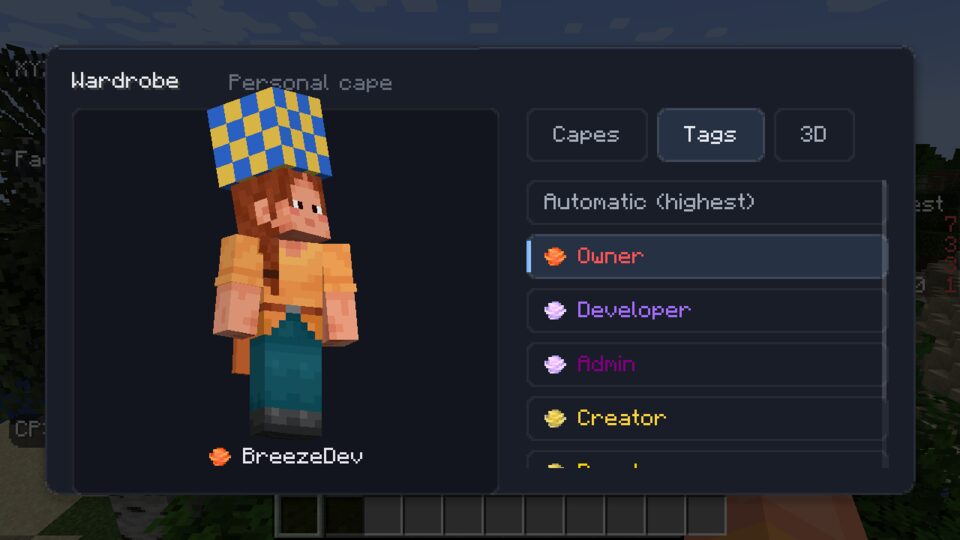 Wardrobe
Personal cape
Capes
Tags
3D
Automatic (highest)
Owner
Developer
Admin
Creator
BreezeDev